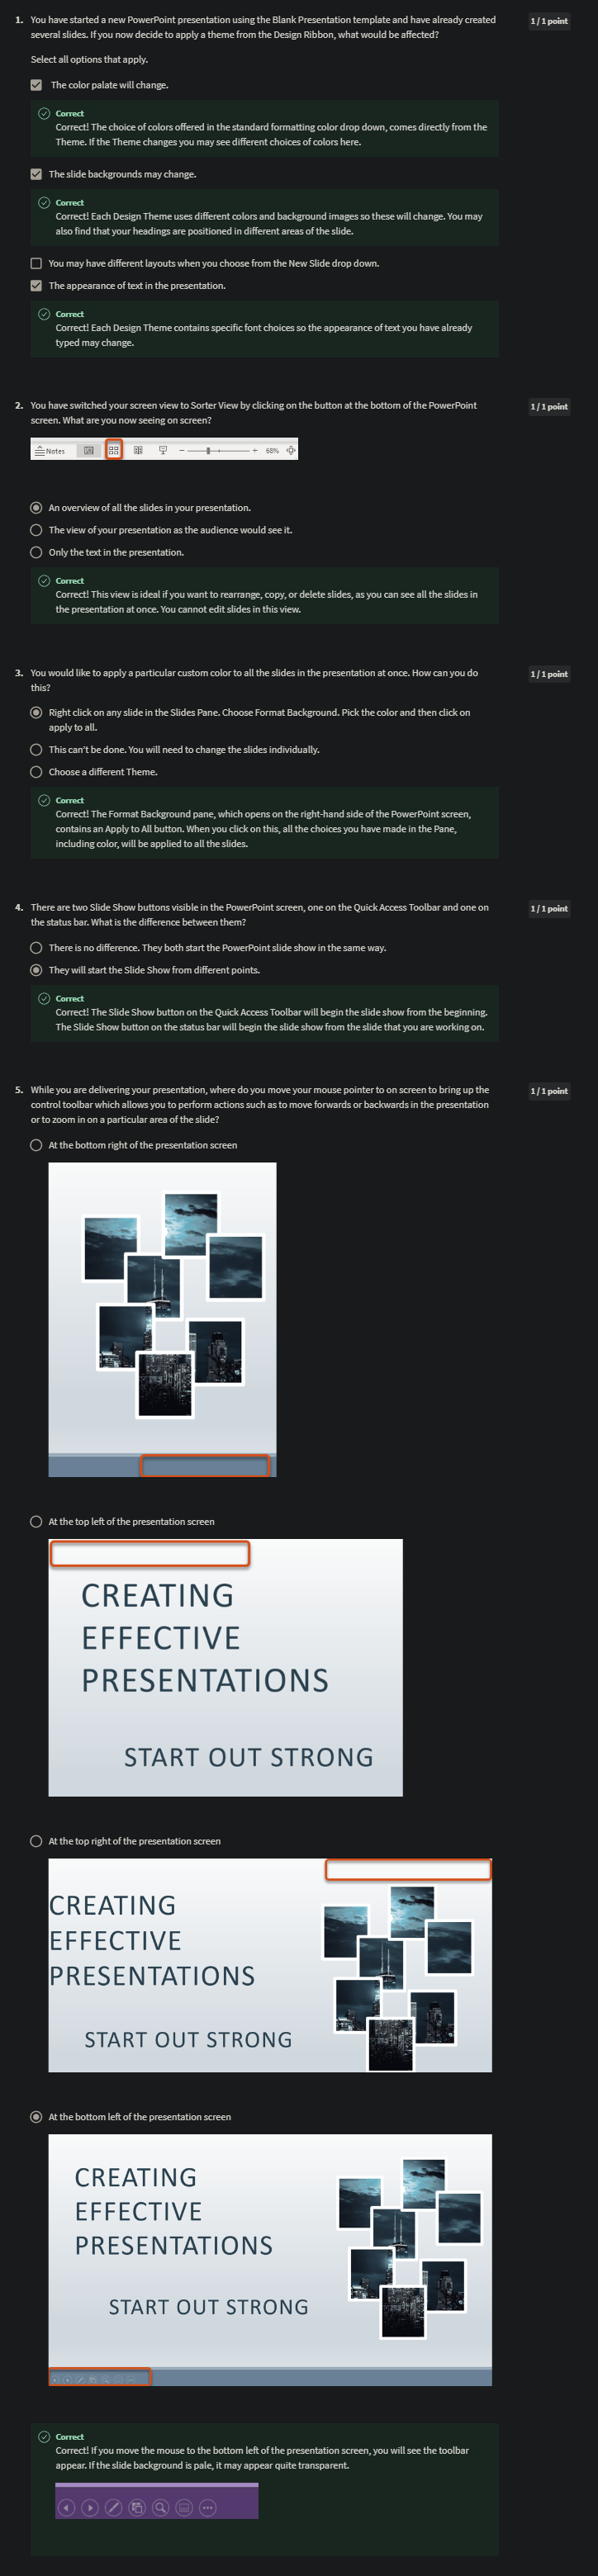 1. You have started a new PowerPoint presentation using the Blank Presentation template and have already created
several slides. If you now decide to apply a theme from the Design Ribbon, what would be affected?
1 / 1 point
Select all options that apply.
The color palate will change.
Correct
Correct! The choice of colors offered in the standard formatting color drop down, comes directly from the
Theme. If the Theme changes you may see different choices of colors here.
The slide backgrounds may change.
Correct
Correct! Each Design Theme uses different colors and background images so these will change. You may
also find that your headings are positioned in different areas of the slide.
You may have different layouts when you choose from the New Slide drop down.
The appearance of text in the presentation.
Correct
Correct! Each Design Theme contains specific font choices so the appearance of text you have already
typed may change.
2. You have switched your screen view to Sorter View by clicking on the button at the bottom of the PowerPoint
screen. What are you now seeing on screen?
1 / 1 point
Notes
68%
An overview of all the slides in your presentation.
The view of your presentation as the audience would see it.
Only the text in the presentation.
Correct
Correct! This view is ideal if you want to rearrange, copy, or delete slides, as you can see all the slides in
the presentation at once. You cannot edit slides in this view.
3. You would like to apply a particular custom color to all the slides in the presentation at once. How can you do
this?
1 / 1 point
Right click on any slide in the Slides Pane. Choose Format Background. Pick the color and then click on
apply to all.
This can't be done. You will need to change the slides individually.
Choose a different Theme.
Correct
Correct! The Format Background pane, which opens on the right-hand side of the PowerPoint screen,
contains an Apply to All button. When you click on this, all the choices you have made in the Pane,
including color, will be applied to all the slides.
4. There are two Slide Show buttons visible in the PowerPoint screen, one on the Quick Access Toolbar and one on
the status bar. What is the difference between them?
1 / 1 point
There is no difference. They both start the PowerPoint slide show in the same way.
They will start the Slide Show from different points.
Correct
Correct! The Slide Show button on the Quick Access Toolbar will begin the slide show from the beginning.
The Slide Show button on the status bar will begin the slide show from the slide that you are working on.
5. While you are delivering your presentation, where do you move your mouse pointer to on screen to bring up the
control toolbar which allows you to perform actions such as to move forwards or backwards in the presentation
or to zoom in on a particular area of the slide?
1 / 1 point
At the bottom right of the presentation screen
At the top left of the presentation screen
CREATING
EFFECTIVE
PRESENTATIONS
START OUT STRONG
At the top right of the presentation screen
CREATING
EFFECTIVE
PRESENTATIONS
START OUT STRONG
At the bottom left of the presentation screen
CREATING
EFFECTIVE
PRESENTATIONS
START OUT STRONG
Correct
Correct! If you move the mouse to the bottom left of the presentation screen, you will see the toolbar
appear. If the slide background is pale, it may appear quite transparent.